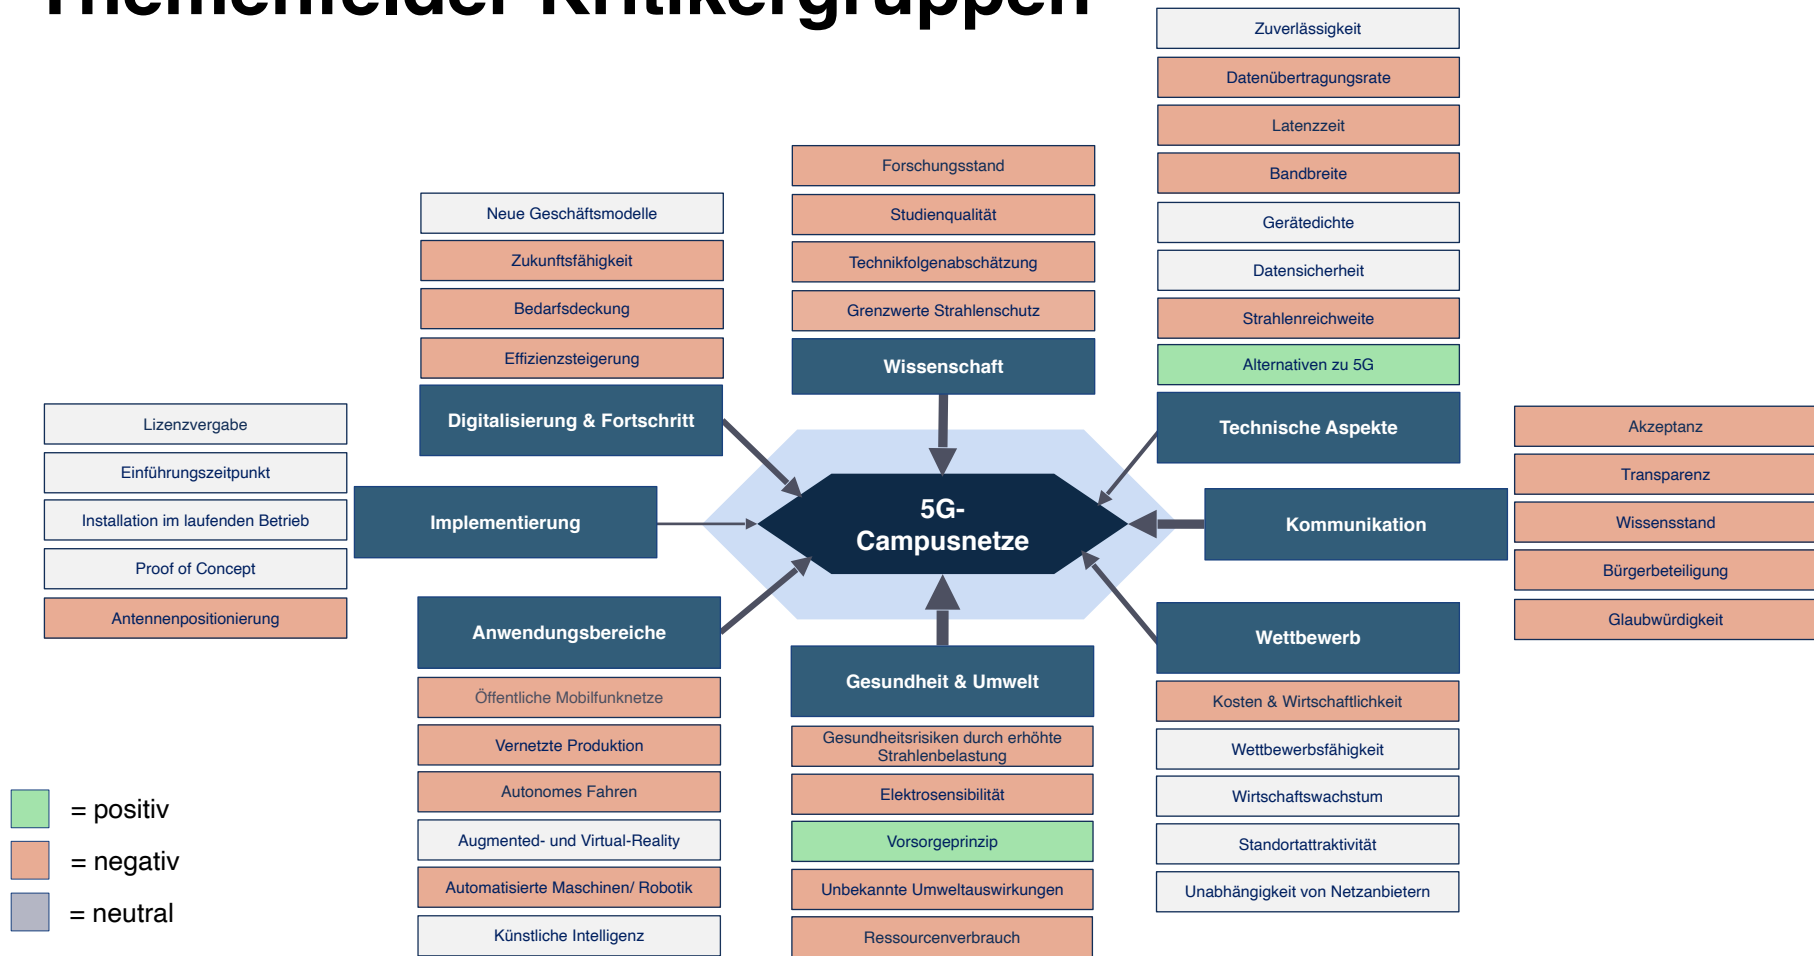 Themenfelder Kritikergruppen
Zuverlässigkeit
Datenübertragungsrate
Latenzzeit
Bandbreite
Gerätedichte
Datensicherheit
Strahlenreichweite
Alternativen zu 5G
Technische Aspekte
Forschungsstand
Studienqualität
Technikfolgenabschätzung
Grenzwerte Strahlenschutz
Wissenschaft
Neue Geschäftsmodelle
Zukunftsfähigkeit
Bedarfsdeckung
Effizienzsteigerung
Digitalisierung & Fortschritt
Lizenzvergabe
Einführungszeitpunkt
Installation im laufenden Betrieb
Proof of Concept
Antennenpositionierung
Implementierung
5G-
Campusnetze
Kommunikation
Akzeptanz
Transparenz
Wissensstand
Bürgerbeteiligung
Glaubwürdigkeit
Anwendungsbereiche
Öffentliche Mobilfunknetze
Vernetzte Produktion
Autonomes Fahren
Augmented- und Virtual-Reality
Automatisierte Maschinen/ Robotik
Künstliche Intelligenz
Gesundheit & Umwelt
Gesundheitsrisiken durch erhöhte
Strahlenbelastung
Elektrosensibilität
Vorsorgeprinzip
Unbekannte Umweltauswirkungen
Ressourcenverbrauch
Wettbewerb
Kosten & Wirtschaftlichkeit
Wettbewerbsfähigkeit
Wirtschaftswachstum
Standortattraktivität
Unabhängigkeit von Netzanbietern
= positiv
= negativ
= neutral